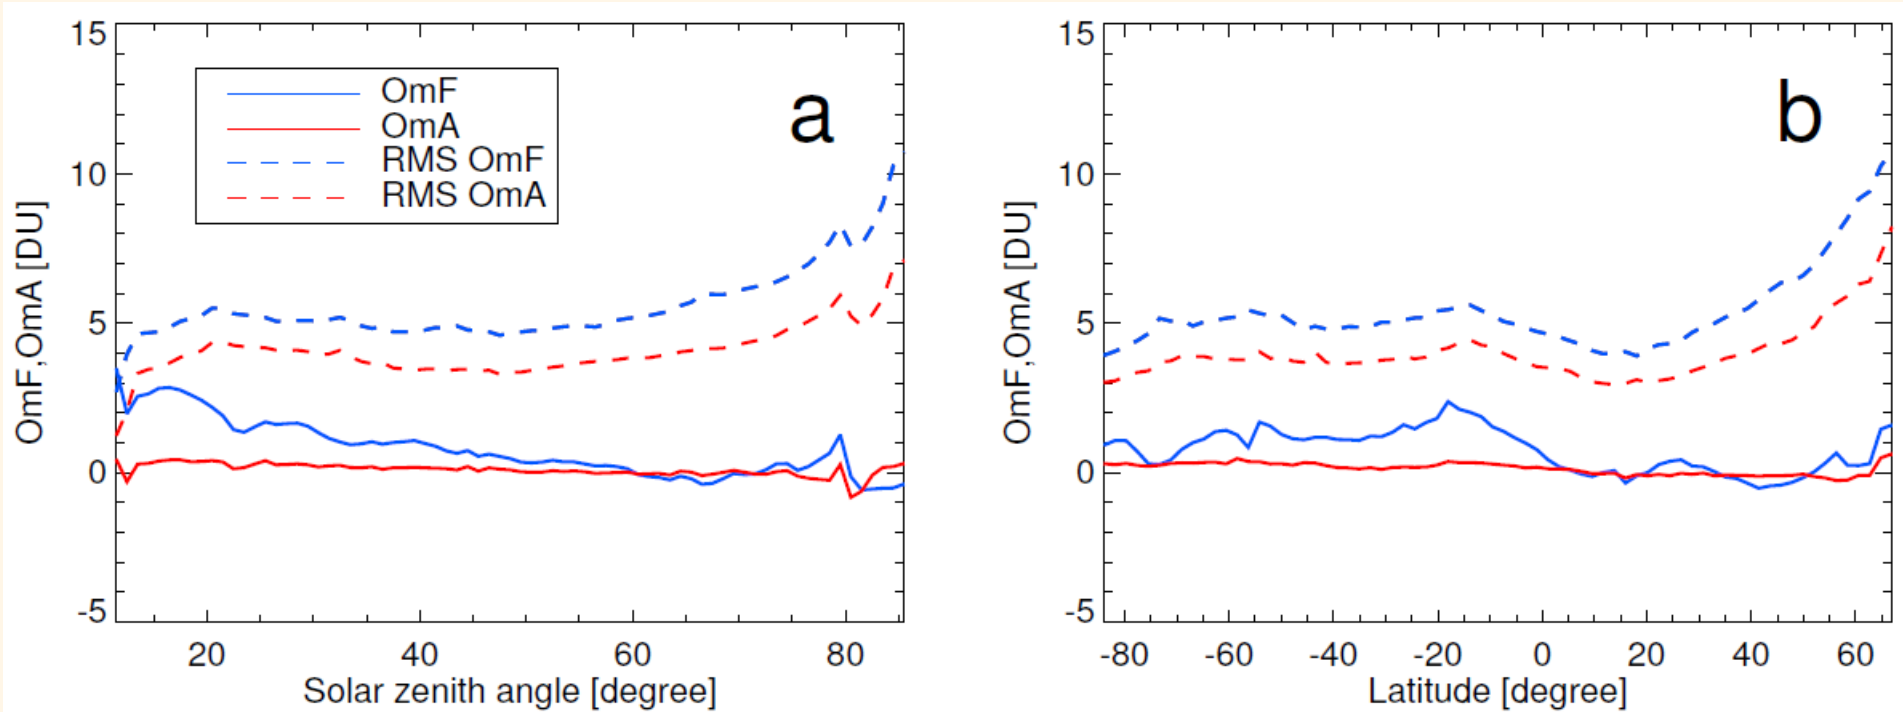 15
10
5
0
-5
OmF,OmA [DU]
OmF
OmA
RMS OmF
RMS OmA
a
20 40 60 80
Solar zenith angle [degree]
15
10
5
0
-5
OmF,OmA [DU]
b
-80 -60 -40 -20 0 20 40 60
Latitude [degree]